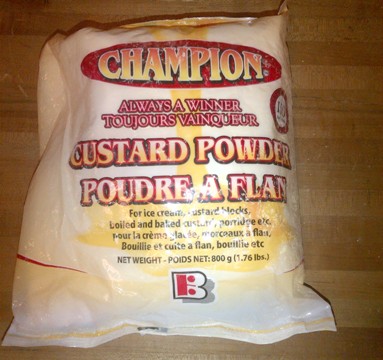 CHAMPION
ALWAYS A WINNER
TOUJOURS VAINQUEUR
CUSTARD POWDER
POUDRE À FLAN
For ice cream, custard blocks,
boiled and baked custard, porridge etc.
pour la crème glacée, morceaux à flan,
Bouillie et cuite a flan, bouillie etc
NET WEIGHT - POIDS NET: 800 g (1.76 lbs.)
B